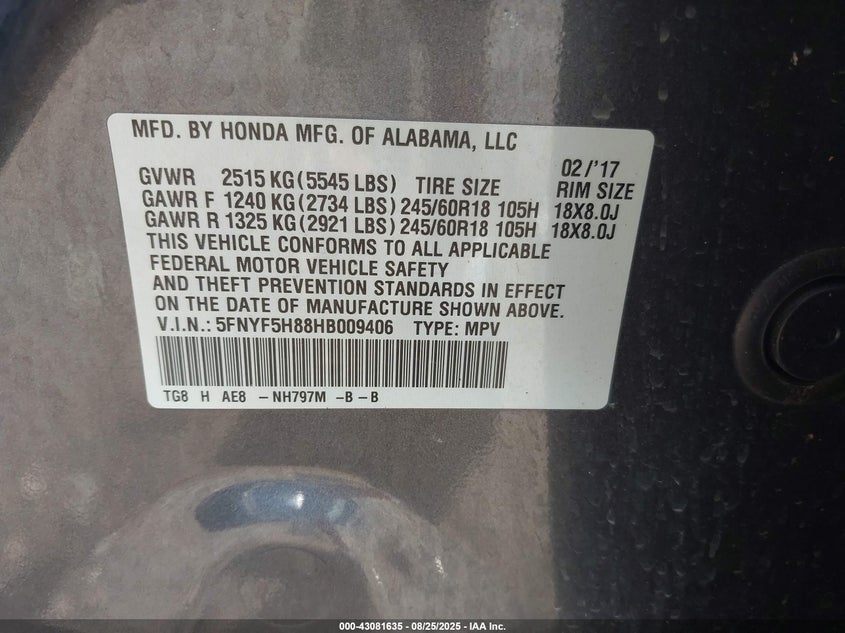 MFD. BY HONDA MFG. OF ALABAMA, LLC
02/'17
GVWR 2515 KG(5545 LBS) TIRE SIZE RIM SIZE
GAWR F 1240 KG(2734 LBS) 245/60R18 105H 18X8.0J
GAWR R 1325 KG(2921 LBS) 245/60R18 105H 18X8.0J
THIS VEHICLE CONFORMS TO ALL APPLICABLE
FEDERAL MOTOR VEHICLE SAFETY
AND THEFT PREVENTION STANDARDS IN EFFECT
ON THE DATE OF MANUFACTURE SHOWN ABOVE.
V.I.N.: 5FNYF5H88HB009406 TYPE: MPV
TG8 H AE8 -NH797M -B-B
000-43081635 - 08/25/2025 - IAA Inc.